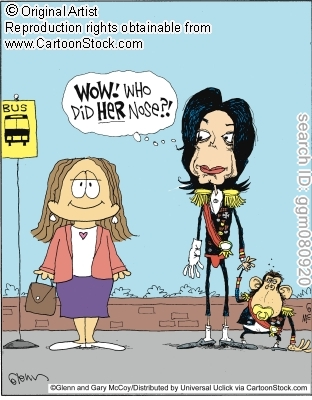 © Original Artist
Reproduction rights obtainable from
www.CartoonStock.com
BUS
WOW! WHO
DiD HER NOSE?!
search ID: ggm080920
Glenn
©Glenn and Gary McCoy/Distributed by Universal Uclick via CartoonStock.com